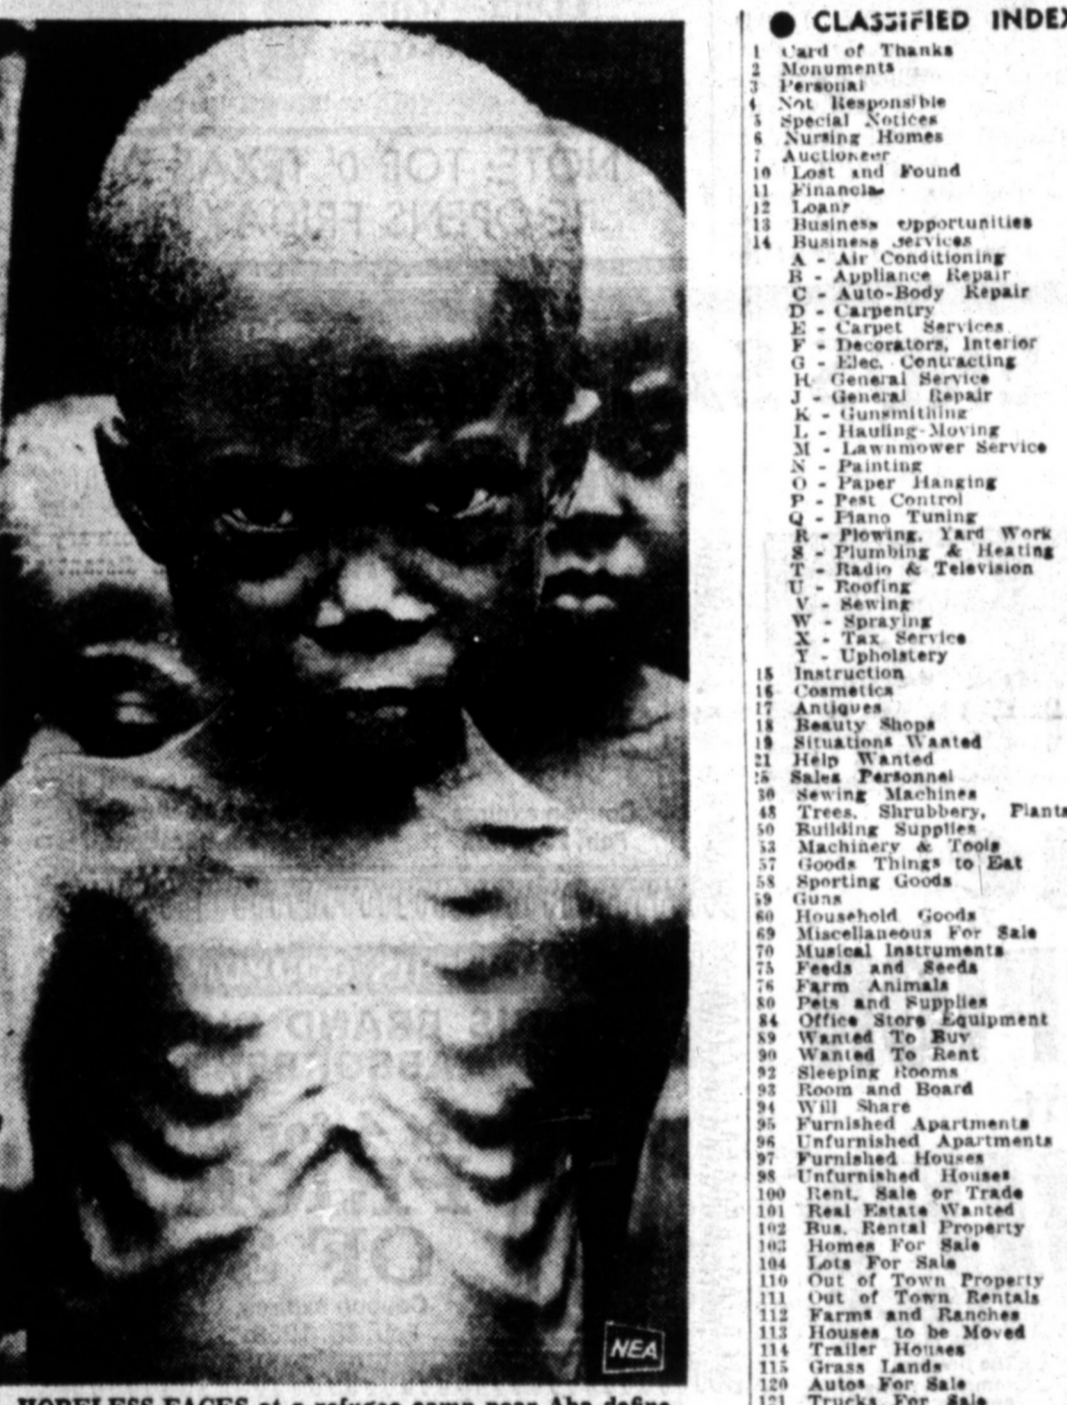 NEA
HOPELESS FACES at a refugee camp near Aba define
● CLASSIFIED INDEX
1 Card of Thanks
2 Monuments
3 Personal
4 Not Responsible
5 Special Notices
6 Nursing Homes
7 Auctioneer
10 Lost and Found
11 Financial
12 Loans
13 Business Opportunities
14 Business Services
A - Air Conditioning
B - Appliance Repair
C - Auto-Body Repair
D - Carpentry
E - Carpet Services
F - Decorators, Interior
G - Elec. Contracting
H- General Service
J - General Repair
K - Gunsmithing
L - Hauling-Moving
M - Lawnmower Service
N - Painting
O - Paper Hanging
P - Pest Control
Q - Piano Tuning
R - Plowing, Yard Work
S - Plumbing & Heating
T - Radio & Television
U - Roofing
V - Sewing
W - Spraying
X - Tax Service
Y - Upholstery
15 Instruction
16 Cosmetics
17 Antiques
18 Beauty Shops
19 Situations Wanted
21 Help Wanted
25 Sales Personnel
30 Sewing Machines
48 Trees, Shrubbery, Plants
50 Building Supplies
53 Machinery & Tools
57 Goods Things to Eat
58 Sporting Goods
59 Guns
60 Household Goods
69 Miscellaneous For Sale
70 Musical Instruments
75 Feeds and Seeds
76 Farm Animals
80 Pets and Supplies
84 Office Store Equipment
89 Wanted To Buy
90 Wanted To Rent
92 Sleeping Rooms
93 Room and Board
94 Will Share
95 Furnished Apartments
96 Unfurnished Apartments
97 Furnished Houses
98 Unfurnished Houses
100 Rent, Sale or Trade
101 Real Estate Wanted
102 Bus. Rental Property
103 Homes For Sale
104 Lots For Sale
110 Out of Town Property
111 Out of Town Rentals
112 Farms and Ranches
113 Houses to be Moved
114 Trailer Houses
115 Grass Lands
120 Autos For Sale
121 Trucks For Sale